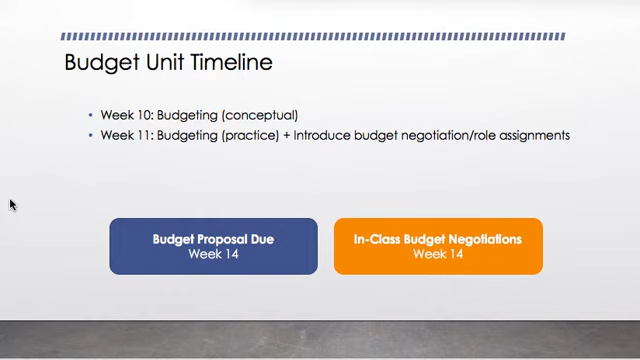 Budget Unit Timeline
• Week 10: Budgeting (conceptual)
• Week 11: Budgeting (practice) + Introduce budget negotiation/role assignments
Budget Proposal Due
Week 14
In-Class Budget Negotiations
Week 14